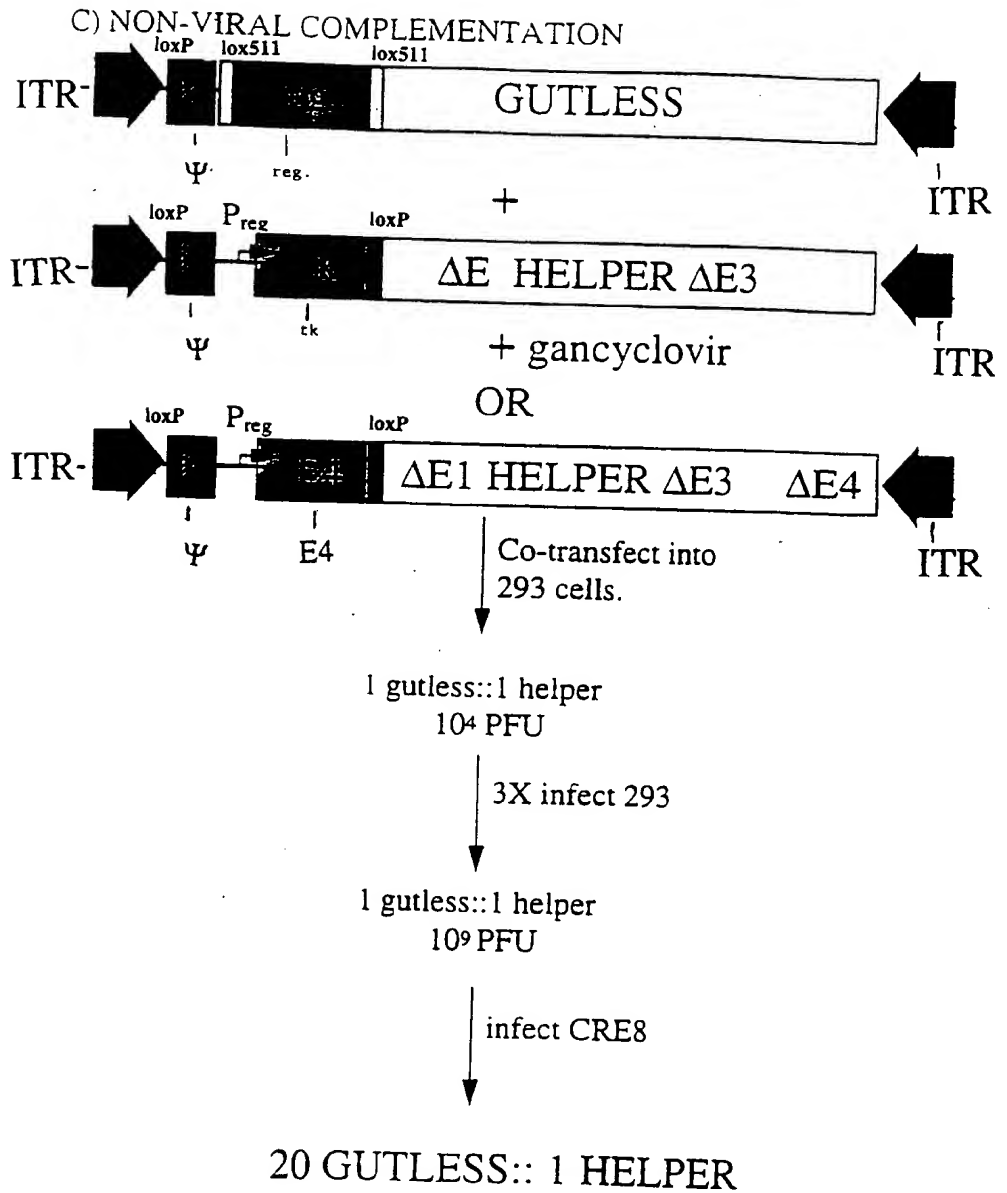 C) NON-VIRAL COMPLEMENTATION
loxP lox511 lox511
ITR- GUTLESS
Ψ reg. ITR
+
loxP Preg loxP
ITR- ΔE HELPER ΔE3
Ψ tk ITR
+ gancyclovir
OR
loxP Preg loxP
ITR- E4 ΔE1 HELPER ΔE3 ΔE4
Ψ E4 ITR
Co-transfect into
293 cells.
1 gutless::1 helper
10⁴ PFU
3X infect 293
1 gutless::1 helper
10⁹ PFU
infect CRE8
20 GUTLESS:: 1 HELPER